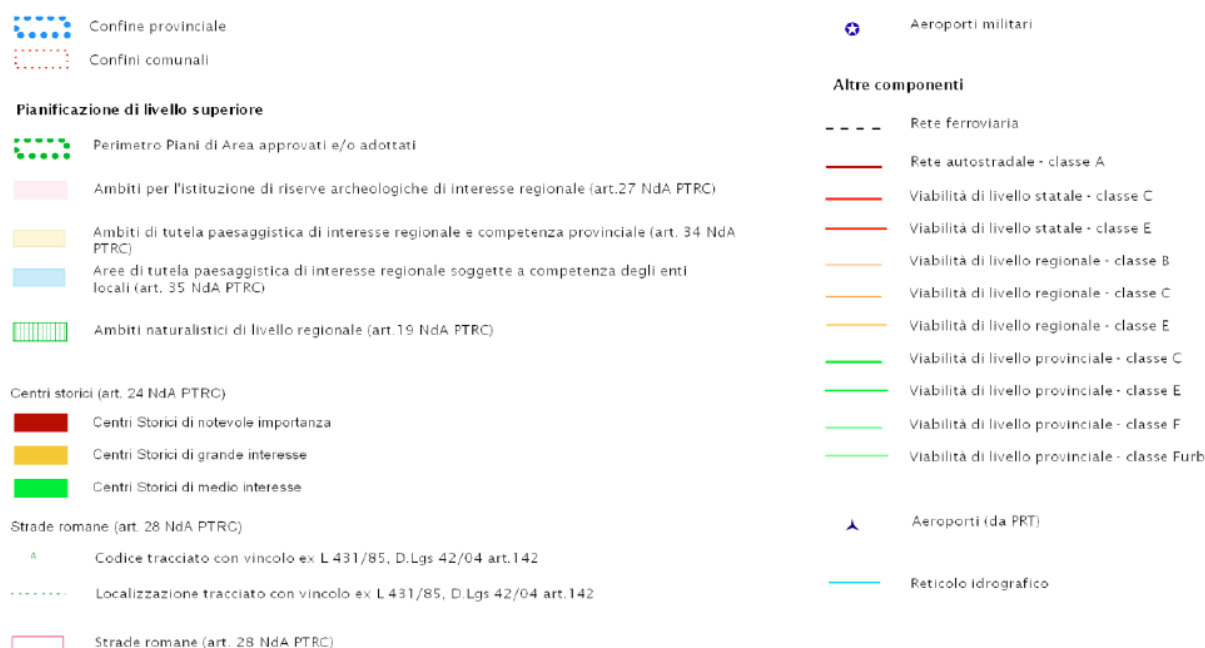 Confine provinciale
Confini comunali
Pianificazione di livello superiore
Perimetro Piani di Area approvati e/o adottati
Ambiti per l'istituzione di riserve archeologiche di interesse regionale (art.27 NdA PTRC)
Ambiti di tutela paesaggistica di interesse regionale e competenza provinciale (art. 34 NdA
PTRC)
Aree di tutela paesaggistica di interesse regionale soggette a competenza degli enti
locali (art. 35 NdA PTRC)
Ambiti naturalistici di livello regionale (art.19 NdA PTRC)
Centri storici (art. 24 NdA PTRC)
Centri Storici di notevole importanza
Centri Storici di grande interesse
Centri Storici di medio interesse
Strade romane (art. 28 NdA PTRC)
A Codice tracciato con vincolo ex L 431/85, D.Lgs 42/04 art.142
Localizzazione tracciato con vincolo ex L 431/85, D.Lgs 42/04 art.142
Strade romane (art. 28 NdA PTRC)
Aeroporti militari
Altre componenti
Rete ferroviaria
Rete autostradale - classe A
Viabilità di livello statale - classe C
Viabilità di livello statale - classe E
Viabilità di livello regionale - classe B
Viabilità di livello regionale - classe C
Viabilità di livello regionale - classe E
Viabilità di livello provinciale - classe C
Viabilità di livello provinciale - classe E
Viabilità di livello provinciale - classe F
Viabilità di livello provinciale - classe Furb
Aeroporti (da PRT)
Reticolo idrografico